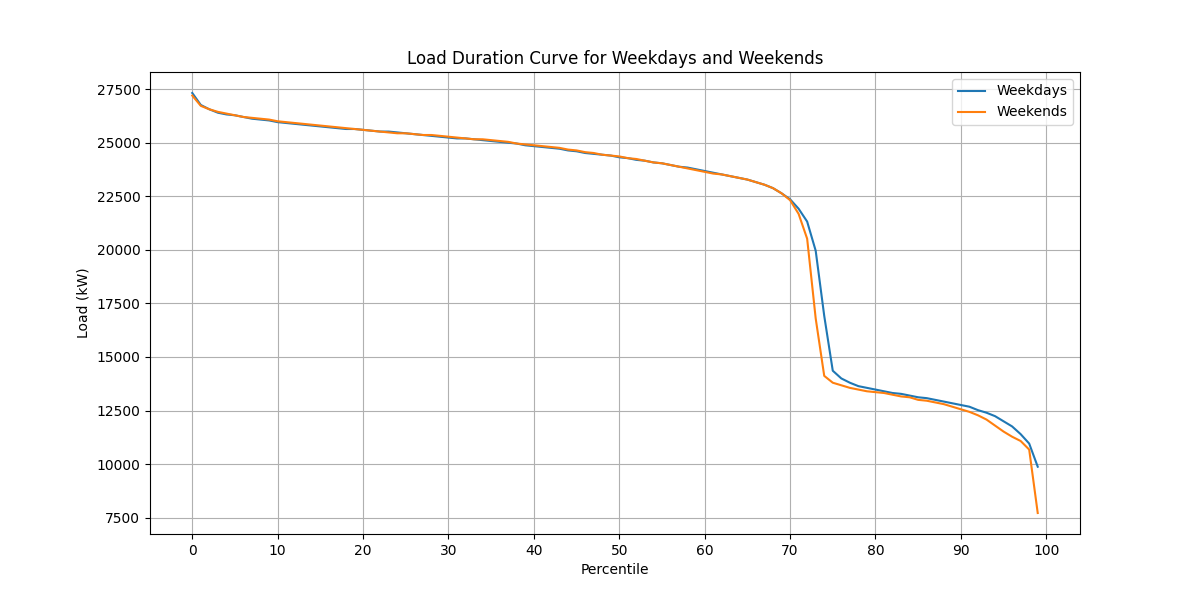 Load Duration Curve for Weekdays and Weekends
Weekdays
Weekends
Load (kW)
27500
25000
22500
20000
17500
15000
12500
10000
7500
0 10 20 30 40 50 60 70 80 90 100
Percentile